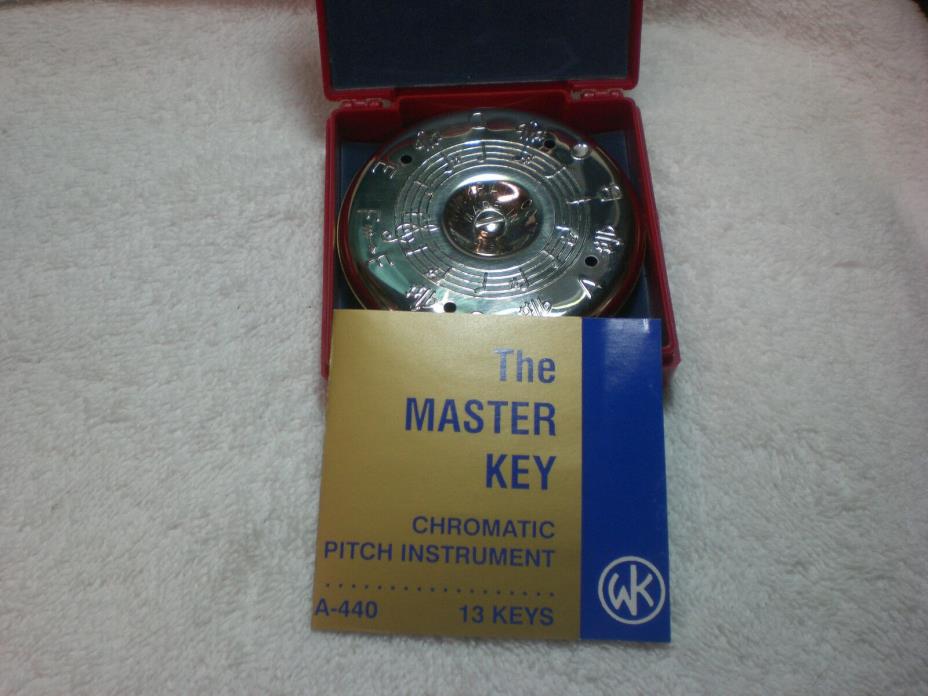 The
MASTER
KEY
CHROMATIC
PITCH INSTRUMENT
A-440 13 KEYS
WK